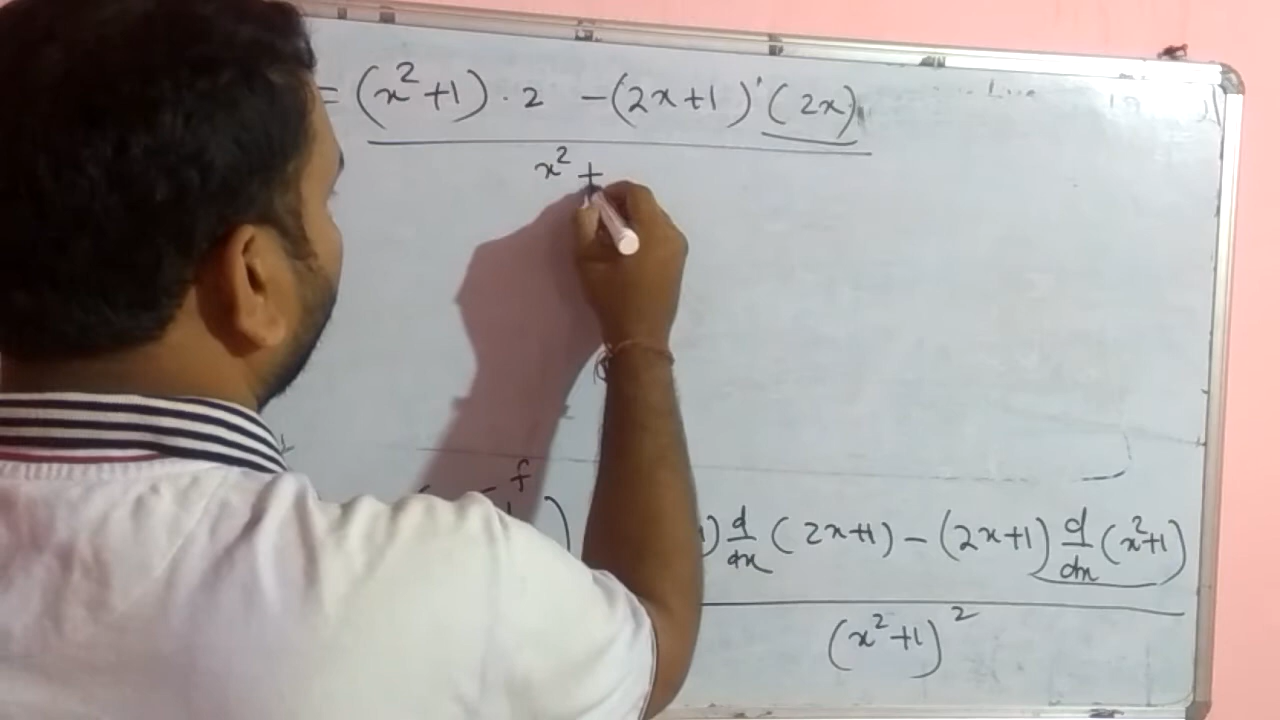 = (x² + 1) · 2 - (2x + 1)' (2x)
x² +
f
) d/dx (2x + 1) - (2x + 1) d/dx (x² + 1)
(x² + 1)²